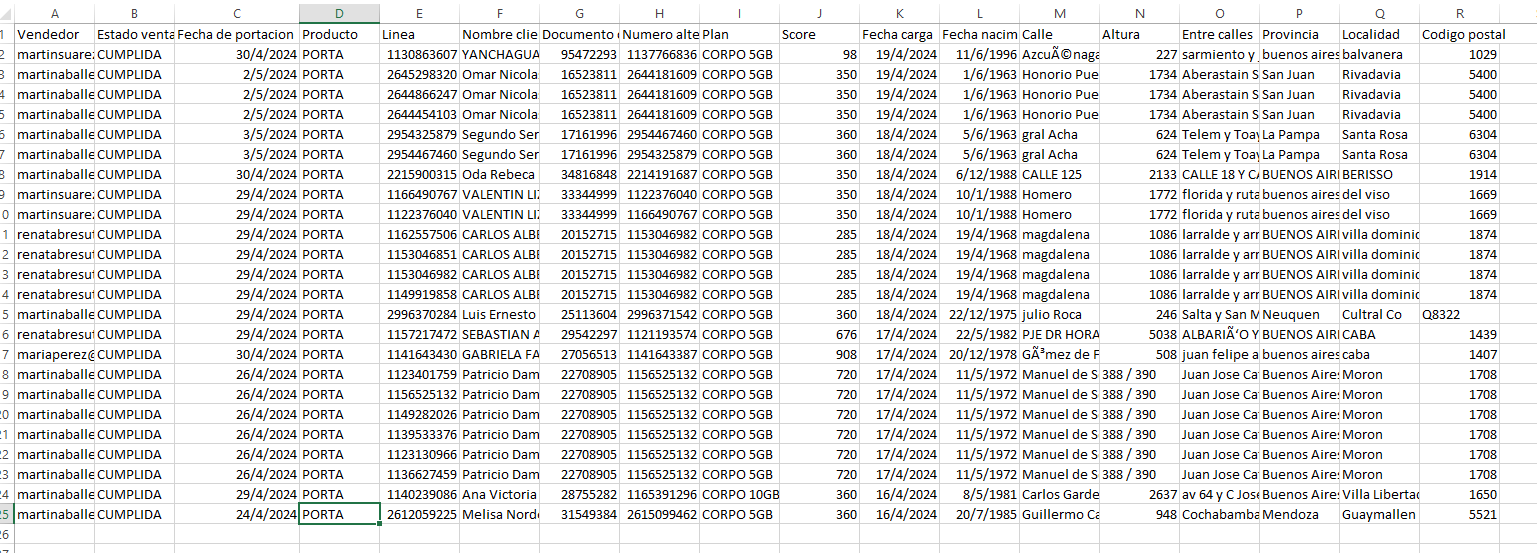 A B C D E F G H I J K L M N O P Q R
1 Vendedor Estado venta Fecha de portacion Producto Linea Nombre clie Documento Numero alte Plan Score Fecha carga Fecha nacim Calle Altura Entre calles Provincia Localidad Codigo postal
2 martinsuarez CUMPLIDA 30/4/2024 PORTA 1130863607 YANCHAGUA 95472293 1137766836 CORPO 5GB 98 19/4/2024 11/6/1996 AzcuÃ©naga 227 sarmiento y buenos aires balvanera 1029
3 martinaballe CUMPLIDA 2/5/2024 PORTA 2645298320 Omar Nicola 16523811 2644181609 CORPO 5GB 350 19/4/2024 1/6/1963 Honorio Pue 1734 Aberastain S San Juan Rivadavia 5400
4 martinaballe CUMPLIDA 2/5/2024 PORTA 2644866247 Omar Nicola 16523811 2644181609 CORPO 5GB 350 19/4/2024 1/6/1963 Honorio Pue 1734 Aberastain S San Juan Rivadavia 5400
5 martinaballe CUMPLIDA 2/5/2024 PORTA 2644454103 Omar Nicola 16523811 2644181609 CORPO 5GB 350 19/4/2024 1/6/1963 Honorio Pue 1734 Aberastain S San Juan Rivadavia 5400
6 martinaballe CUMPLIDA 3/5/2024 PORTA 2954325879 Segundo Ser 17161996 2954467460 CORPO 5GB 360 18/4/2024 5/6/1963 gral Acha 624 Telem y Toay La Pampa Santa Rosa 6304
7 martinaballe CUMPLIDA 3/5/2024 PORTA 2954467460 Segundo Ser 17161996 2954325879 CORPO 5GB 360 18/4/2024 5/6/1963 gral Acha 624 Telem y Toay La Pampa Santa Rosa 6304
8 martinaballe CUMPLIDA 30/4/2024 PORTA 2215900315 Oda Rebeca 34816848 2214191687 CORPO 5GB 350 18/4/2024 6/12/1988 CALLE 125 2133 CALLE 18 Y CA BUENOS AIRE BERISSO 1914
9 martinsuarez CUMPLIDA 29/4/2024 PORTA 1166490767 VALENTIN LIZ 33344999 1122376040 CORPO 5GB 350 18/4/2024 10/1/1988 Homero 1772 florida y ruta buenos aires del viso 1669
0 martinsuarez CUMPLIDA 29/4/2024 PORTA 1122376040 VALENTIN LIZ 33344999 1166490767 CORPO 5GB 350 18/4/2024 10/1/1988 Homero 1772 florida y ruta buenos aires del viso 1669
1 renatabresut CUMPLIDA 29/4/2024 PORTA 1162557506 CARLOS ALBE 20152715 1153046982 CORPO 5GB 285 18/4/2024 19/4/1968 magdalena 1086 larralde y arr BUENOS AIRE villa dominic 1874
2 renatabresut CUMPLIDA 29/4/2024 PORTA 1153046851 CARLOS ALBE 20152715 1153046982 CORPO 5GB 285 18/4/2024 19/4/1968 magdalena 1086 larralde y arr BUENOS AIRE villa dominic 1874
3 renatabresut CUMPLIDA 29/4/2024 PORTA 1153046982 CARLOS ALBE 20152715 1153046982 CORPO 5GB 285 18/4/2024 19/4/1968 magdalena 1086 larralde y arr BUENOS AIRE villa dominic 1874
4 renatabresut CUMPLIDA 29/4/2024 PORTA 1149919858 CARLOS ALBE 20152715 1153046982 CORPO 5GB 285 18/4/2024 19/4/1968 magdalena 1086 larralde y arr BUENOS AIRE villa dominic 1874
5 martinaballe CUMPLIDA 29/4/2024 PORTA 2996370284 Luis Ernesto 25113604 2996371542 CORPO 5GB 360 18/4/2024 22/12/1975 julio Roca 246 Salta y San M Neuquen Cultral Co Q8322
6 renatabresut CUMPLIDA 29/4/2024 PORTA 1157217472 SEBASTIAN A 29542297 1121193574 CORPO 5GB 676 17/4/2024 22/5/1982 PJE DR HORA 5038 ALBARIÃ‘O Y BUENOS AIRE CABA 1439
7 mariaperez@ CUMPLIDA 30/4/2024 PORTA 1141643430 GABRIELA FA 27056513 1141643387 CORPO 5GB 908 17/4/2024 20/12/1978 GÃ³mez de F 508 juan felipe a buenos aires caba 1407
8 martinaballe CUMPLIDA 26/4/2024 PORTA 1123401759 Patricio Dam 22708905 1156525132 CORPO 5GB 720 17/4/2024 11/5/1972 Manuel de S 388 / 390 Juan Jose Ca Buenos Aires Moron 1708
9 martinaballe CUMPLIDA 26/4/2024 PORTA 1156525132 Patricio Dam 22708905 1156525132 CORPO 5GB 720 17/4/2024 11/5/1972 Manuel de S 388 / 390 Juan Jose Ca Buenos Aires Moron 1708
20 martinaballe CUMPLIDA 26/4/2024 PORTA 1149282026 Patricio Dam 22708905 1156525132 CORPO 5GB 720 17/4/2024 11/5/1972 Manuel de S 388 / 390 Juan Jose Ca Buenos Aires Moron 1708
21 martinaballe CUMPLIDA 26/4/2024 PORTA 1139533376 Patricio Dam 22708905 1156525132 CORPO 5GB 720 17/4/2024 11/5/1972 Manuel de S 388 / 390 Juan Jose Ca Buenos Aires Moron 1708
22 martinaballe CUMPLIDA 26/4/2024 PORTA 1123130966 Patricio Dam 22708905 1156525132 CORPO 5GB 720 17/4/2024 11/5/1972 Manuel de S 388 / 390 Juan Jose Ca Buenos Aires Moron 1708
23 martinaballe CUMPLIDA 26/4/2024 PORTA 1136627459 Patricio Dam 22708905 1156525132 CORPO 5GB 720 17/4/2024 11/5/1972 Manuel de S 388 / 390 Juan Jose Ca Buenos Aires Moron 1708
24 martinaballe CUMPLIDA 29/4/2024 PORTA 1140239086 Ana Victoria 28755282 1165391296 CORPO 10GB 360 16/4/2024 8/5/1981 Carlos Garde 2637 av 64 y C José Buenos Aires Villa Libertad 1650
25 martinaballe CUMPLIDA 24/4/2024 PORTA 2612059225 Melisa Nord 31549384 2615099462 CORPO 5GB 360 16/4/2024 20/7/1985 Guillermo Ca 948 Cochabamba Mendoza Guaymallen 5521
26